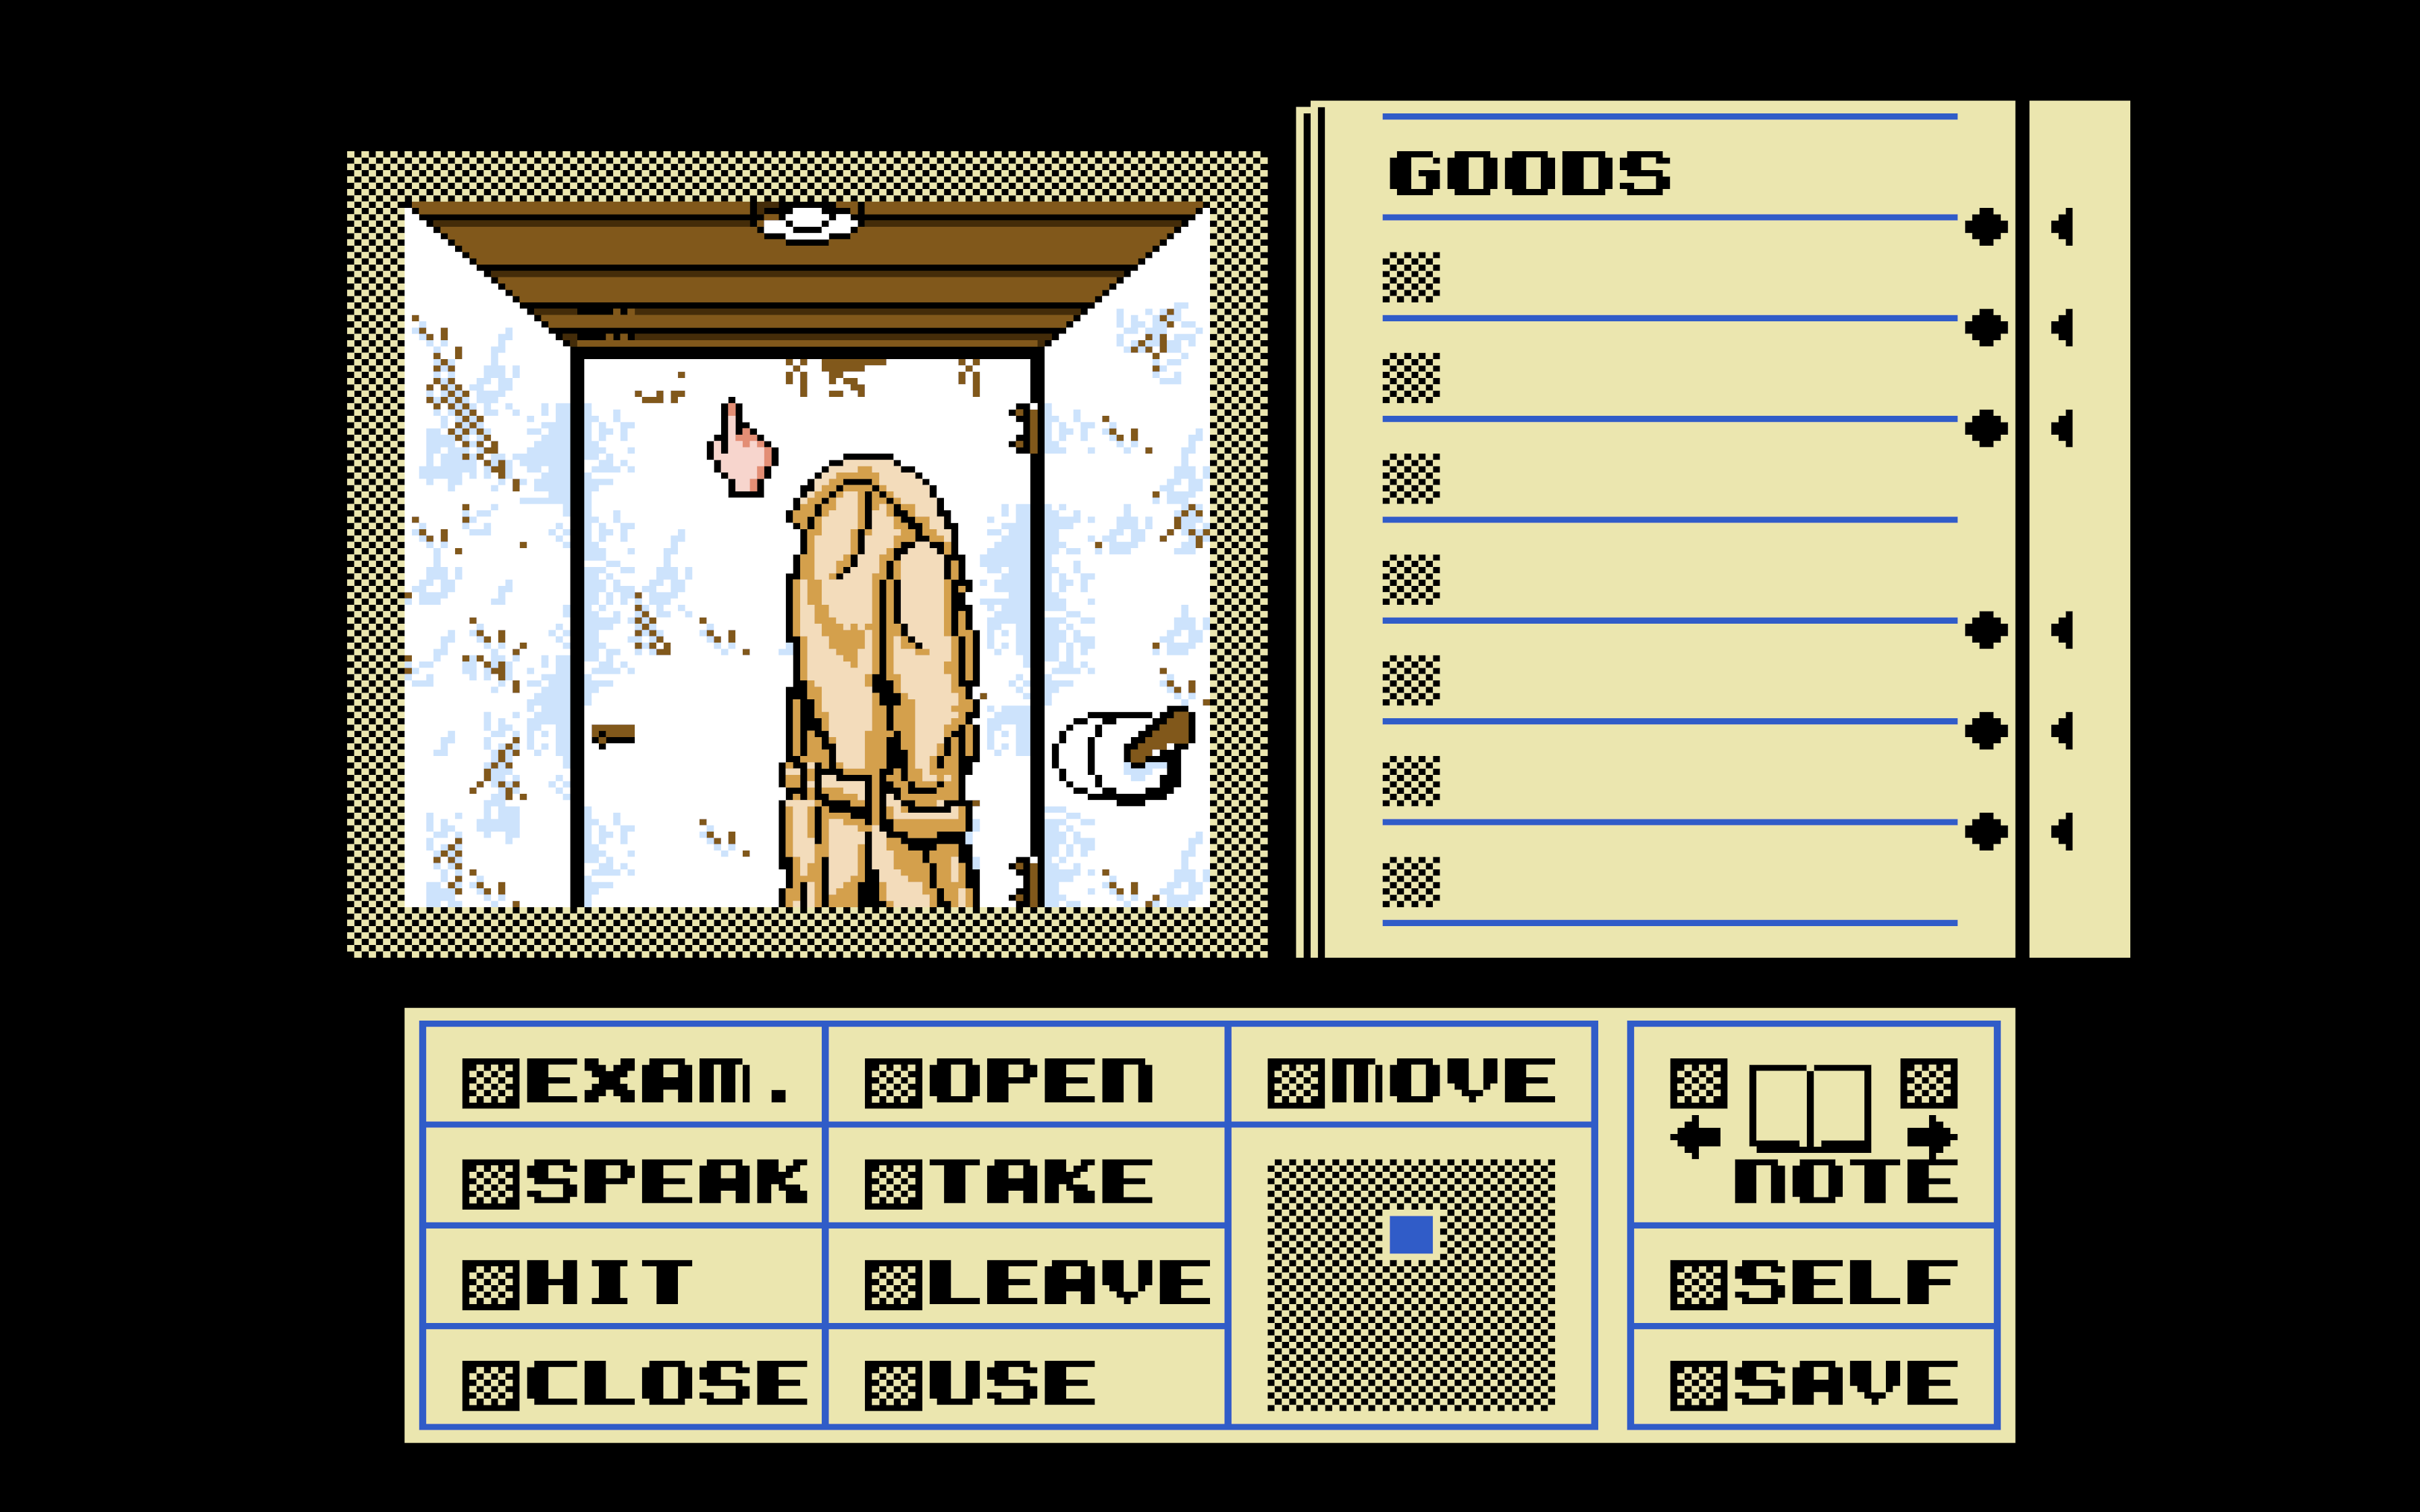 GOODS
EXAM. OPEN MOVE
SPEAK TAKE NOTE
HIT LEAVE SELF
CLOSE USE SAVE